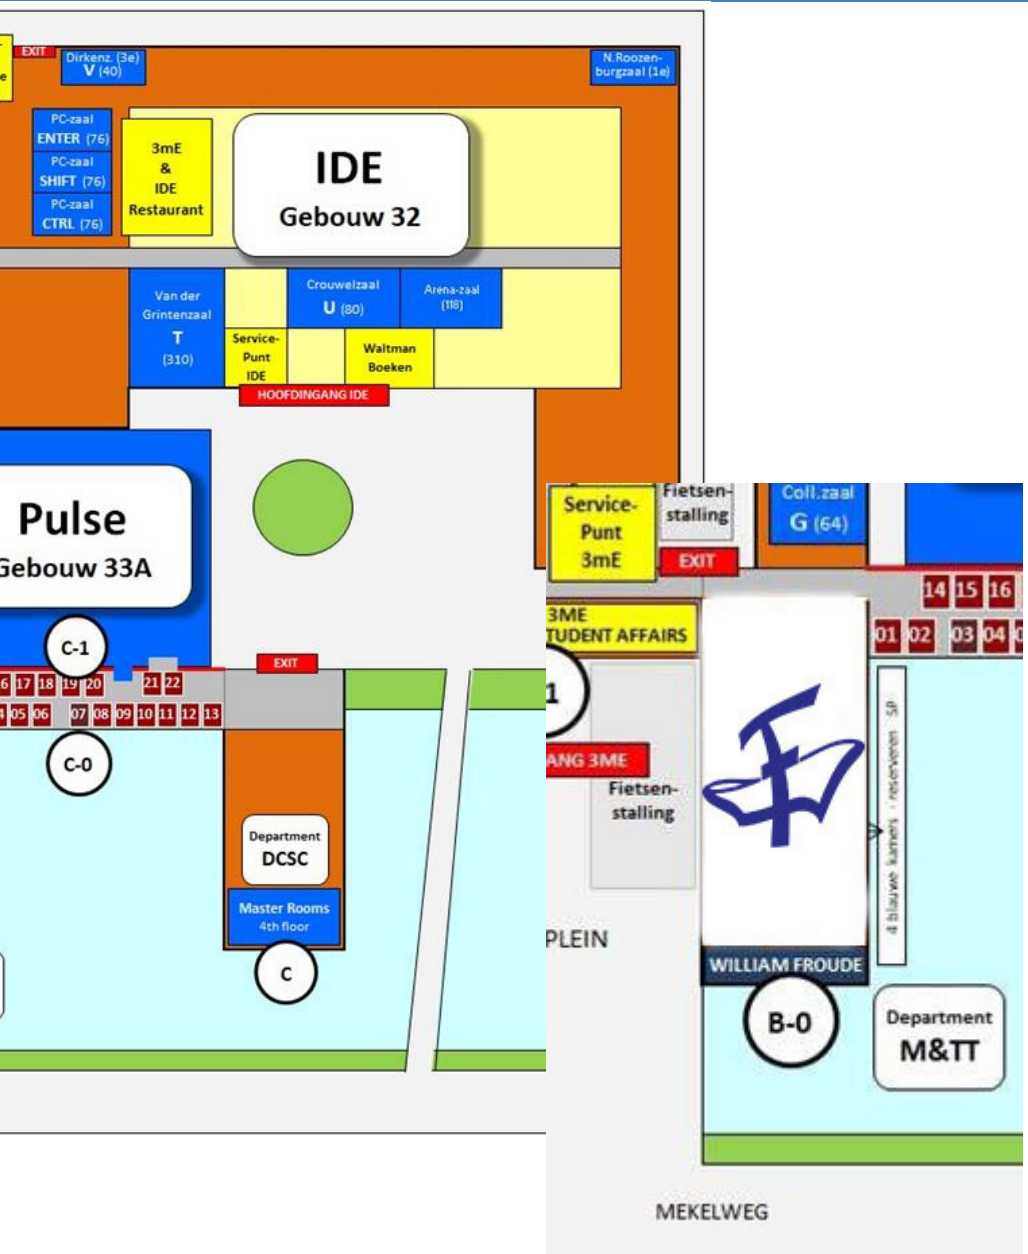 EXIT
Dirkenz. (3e)
V (40)
N.Roozen-
burgzaal (1e)
PC-zaal
ENTER (76)
PC-zaal
SHIFT (76)
PC-zaal
CTRL (76)
3mE
&
IDE
Restaurant
IDE
Gebouw 32
Van der
Grintenzaal
T
(310)
Crouwelzaal
U (80)
Arena-zaal
(118)
Service-
Punt
IDE
Waltman
Boeken
HOOFDINGANG IDE
Pulse
Gebouw 33A
C-1
EXIT
6 17 18 19 20 21 22
4 05 06 07 08 09 10 11 12 13
C-0
Department
DCSC
Master Rooms
4th floor
C
Service-
Punt
3mE
Fietsen-
stalling
EXIT
Coll.zaal
G (64)
14 15 16
01 02 03 04 0
3ME
TUDENT AFFAIRS
1
ANG 3ME
Fietsen-
stalling
4 blauwe kamers - reserveren SP
PLEIN
WILLIAM FROUDE
B-0
Department
M&TT
MEKELWEG